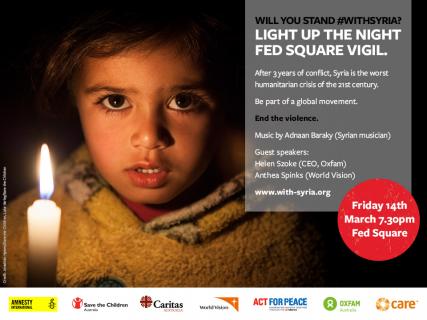 WILL YOU STAND #WITHSYRIA?
LIGHT UP THE NIGHT
FED SQUARE VIGIL.
After 3 years of conflict, Syria is the worst
humanitarian crisis of the 21st century.
Be part of a global movement.
End the violence.
Music by Adnaan Baraky (Syrian musician)
Guest speakers:
Helen Szoke (CEO, Oxfam)
Anthea Spinks (World Vision)
www.with-syria.org
Friday 14th
March 7.30pm
Fed Square
AMNESTY
INTERNATIONAL
Save the Children
Australia
Caritas
AUSTRALIA
World Vision
ACT FOR PEACE
OXFAM
Australia
care